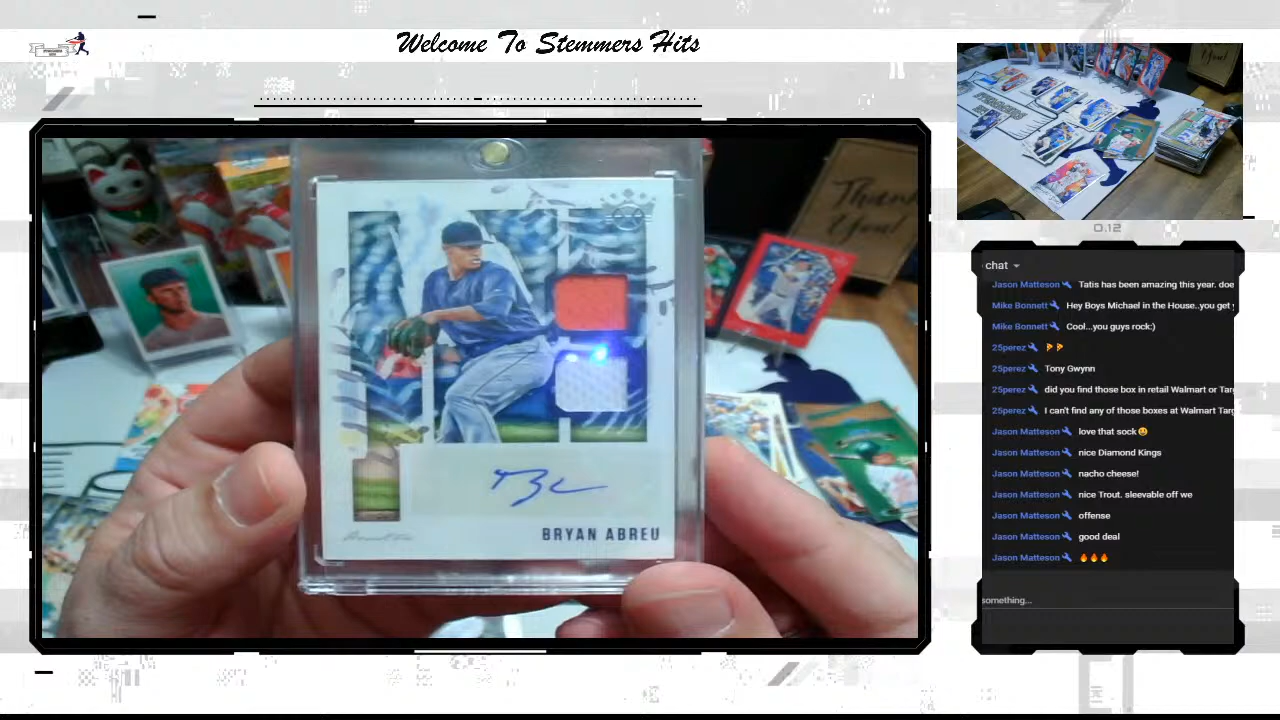 Welcome To Stemmers Hits
Thank
You!
BRYAN ABREU
0.12
chat
Jason Matteson Tatis has been amazing this year. doe
Mike Bonnett Hey Boys Michael in the House..you get
Mike Bonnett Cool...you guys rock:)
25perez 🍕🍕
25perez Tony Gwynn
25perez did you find those box in retail Walmart or Tar
25perez I can't find any of those boxes at Walmart Targ
Jason Matteson love that sock😃
Jason Matteson nice Diamond Kings
Jason Matteson nacho cheese!
Jason Matteson nice Trout. sleevable off we
Jason Matteson offense
Jason Matteson good deal
Jason Matteson 🔥🔥🔥
something...